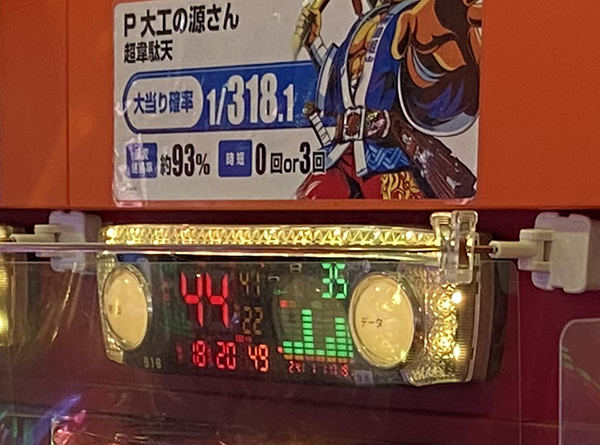 P 大工の源さん
超韋駄天
大当り確率 1/318.1
約93% 時短 0回or3回
44 41 35
22
データ
18 20 49
516